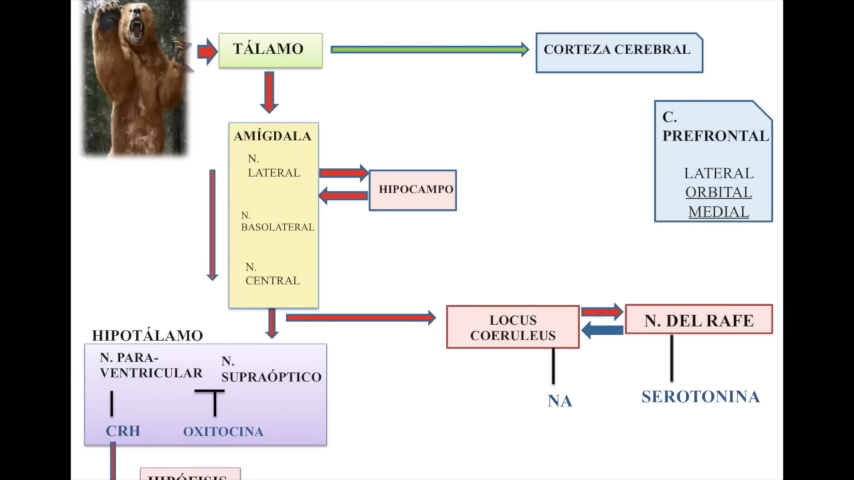 TÁLAMO
CORTEZA CEREBRAL
C.
PREFRONTAL
LATERAL
ORBITAL
MEDIAL
AMÍGDALA
N.
LATERAL
HIPOCAMPO
N.
BASOLATERAL
N.
CENTRAL
LOCUS
COERULEUS
N. DEL RAFE
NA
SEROTONINA
HIPOTÁLAMO
N. PARA-
VENTRICULAR
N.
SUPRAÓPTICO
CRH
OXITOCINA
HIPÓFISIS